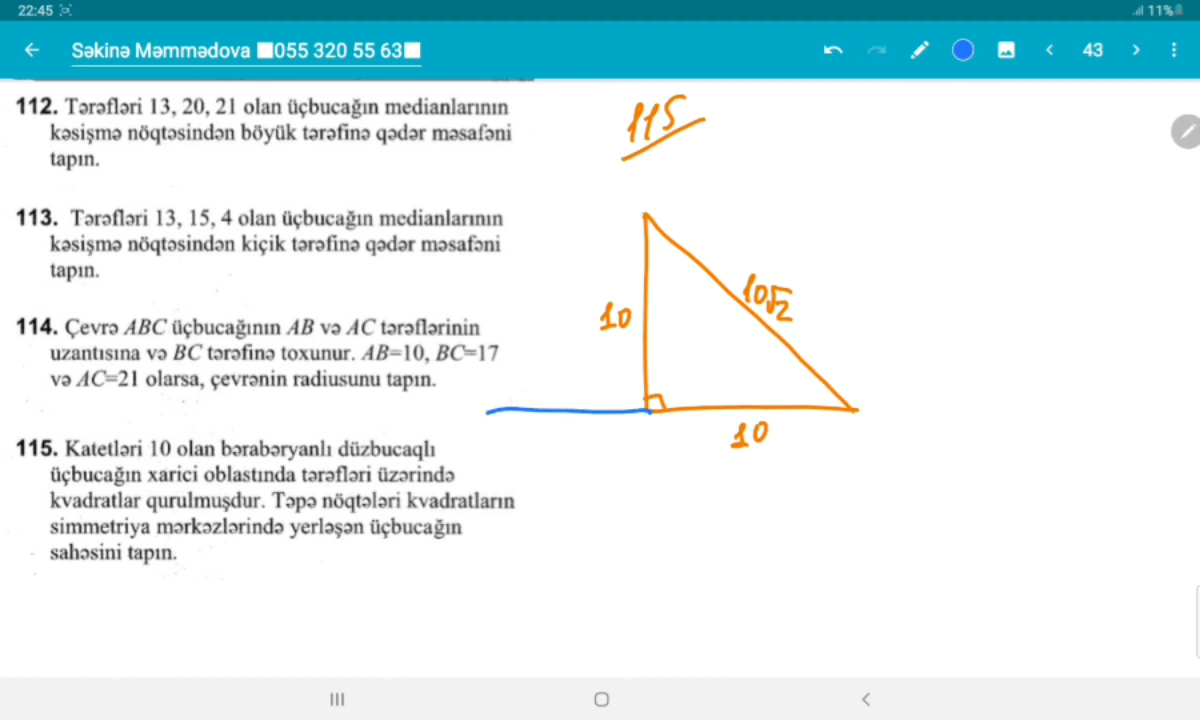 22:45
11%
Səkinə Məmmədova ■055 320 55 63■
43
112. Tərəfləri 13, 20, 21 olan üçbucağın medianlarının
kəsişmə nöqtəsindən böyük tərəfinə qədər məsafəni
tapın.
113. Tərəfləri 13, 15, 4 olan üçbucağın medianlarının
kəsişmə nöqtəsindən kiçik tərəfinə qədər məsafəni
tapın.
114. Çevrə ABC üçbucağının AB və AC tərəflərinin
uzantısına və BC tərəfinə toxunur. AB=10, BC=17
və AC=21 olarsa, çevrənin radiusunu tapın.
115. Katetləri 10 olan bərabəryanlı düzbucaqlı
üçbucağın xarici oblastında tərəfləri üzərində
kvadratlar qurulmuşdur. Təpə nöqtələri kvadratların
simmetriya mərkəzlərində yerləşən üçbucağın
sahəsini tapın.
115
10
10√2
10